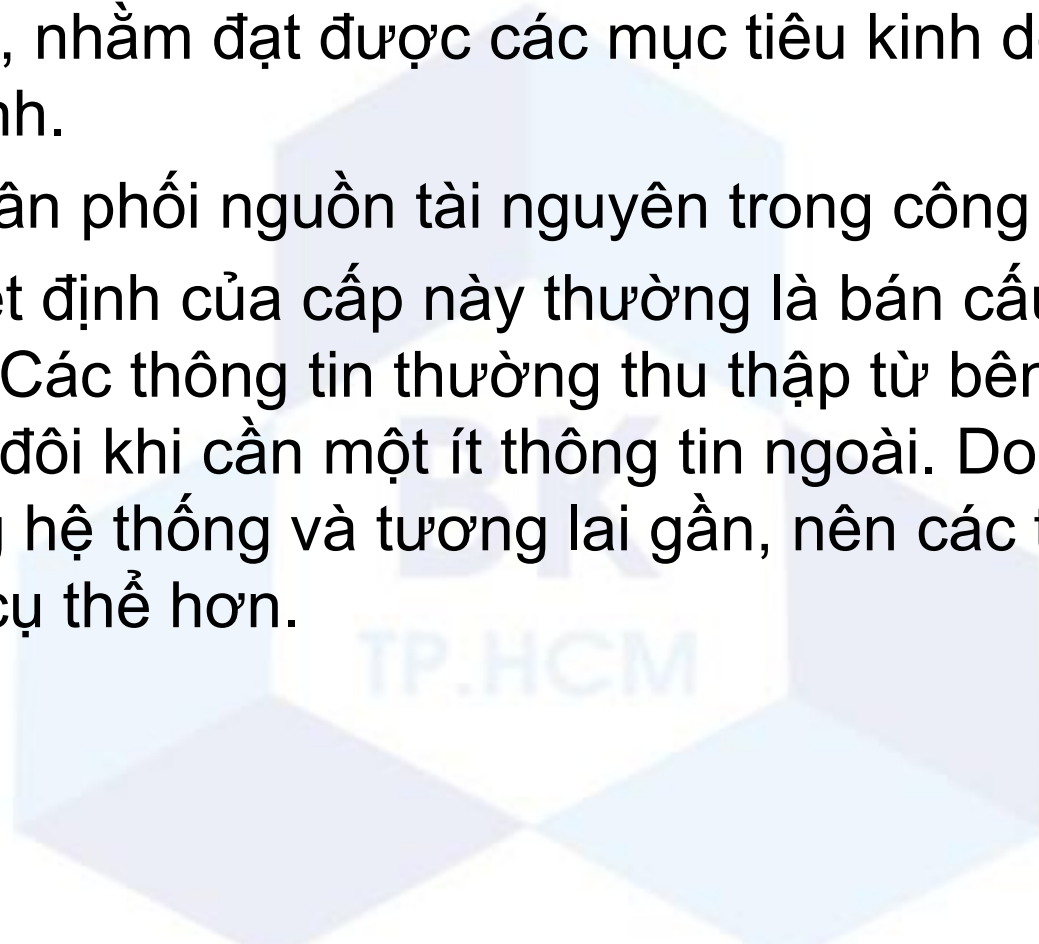 , nhằm đạt được các mục tiêu kinh d
nh.
ân phối nguồn tài nguyên trong công
t định của cấp này thường là bán cấu
Các thông tin thường thu thập từ bên
đôi khi cần một ít thông tin ngoài. Do
hệ thống và tương lai gần, nên các t
cụ thể hơn.
BK
TP.HCM